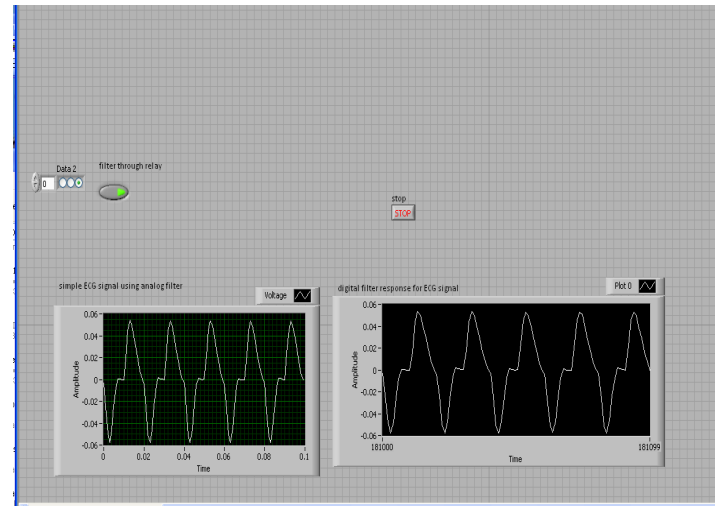 Data 2
filter through relay
0
stop
STOP
simple ECG signal using analog filter
Voltage
digital filter response for ECG signal
Plot 0
Amplitude
0.06
0.04
0.02
0
-0.02
-0.04
-0.06
0 0.02 0.04 0.06 0.08 0.1
Time
Amplitude
0.06
0.04
0.02
0
-0.02
-0.04
-0.06
181000 181099
Time